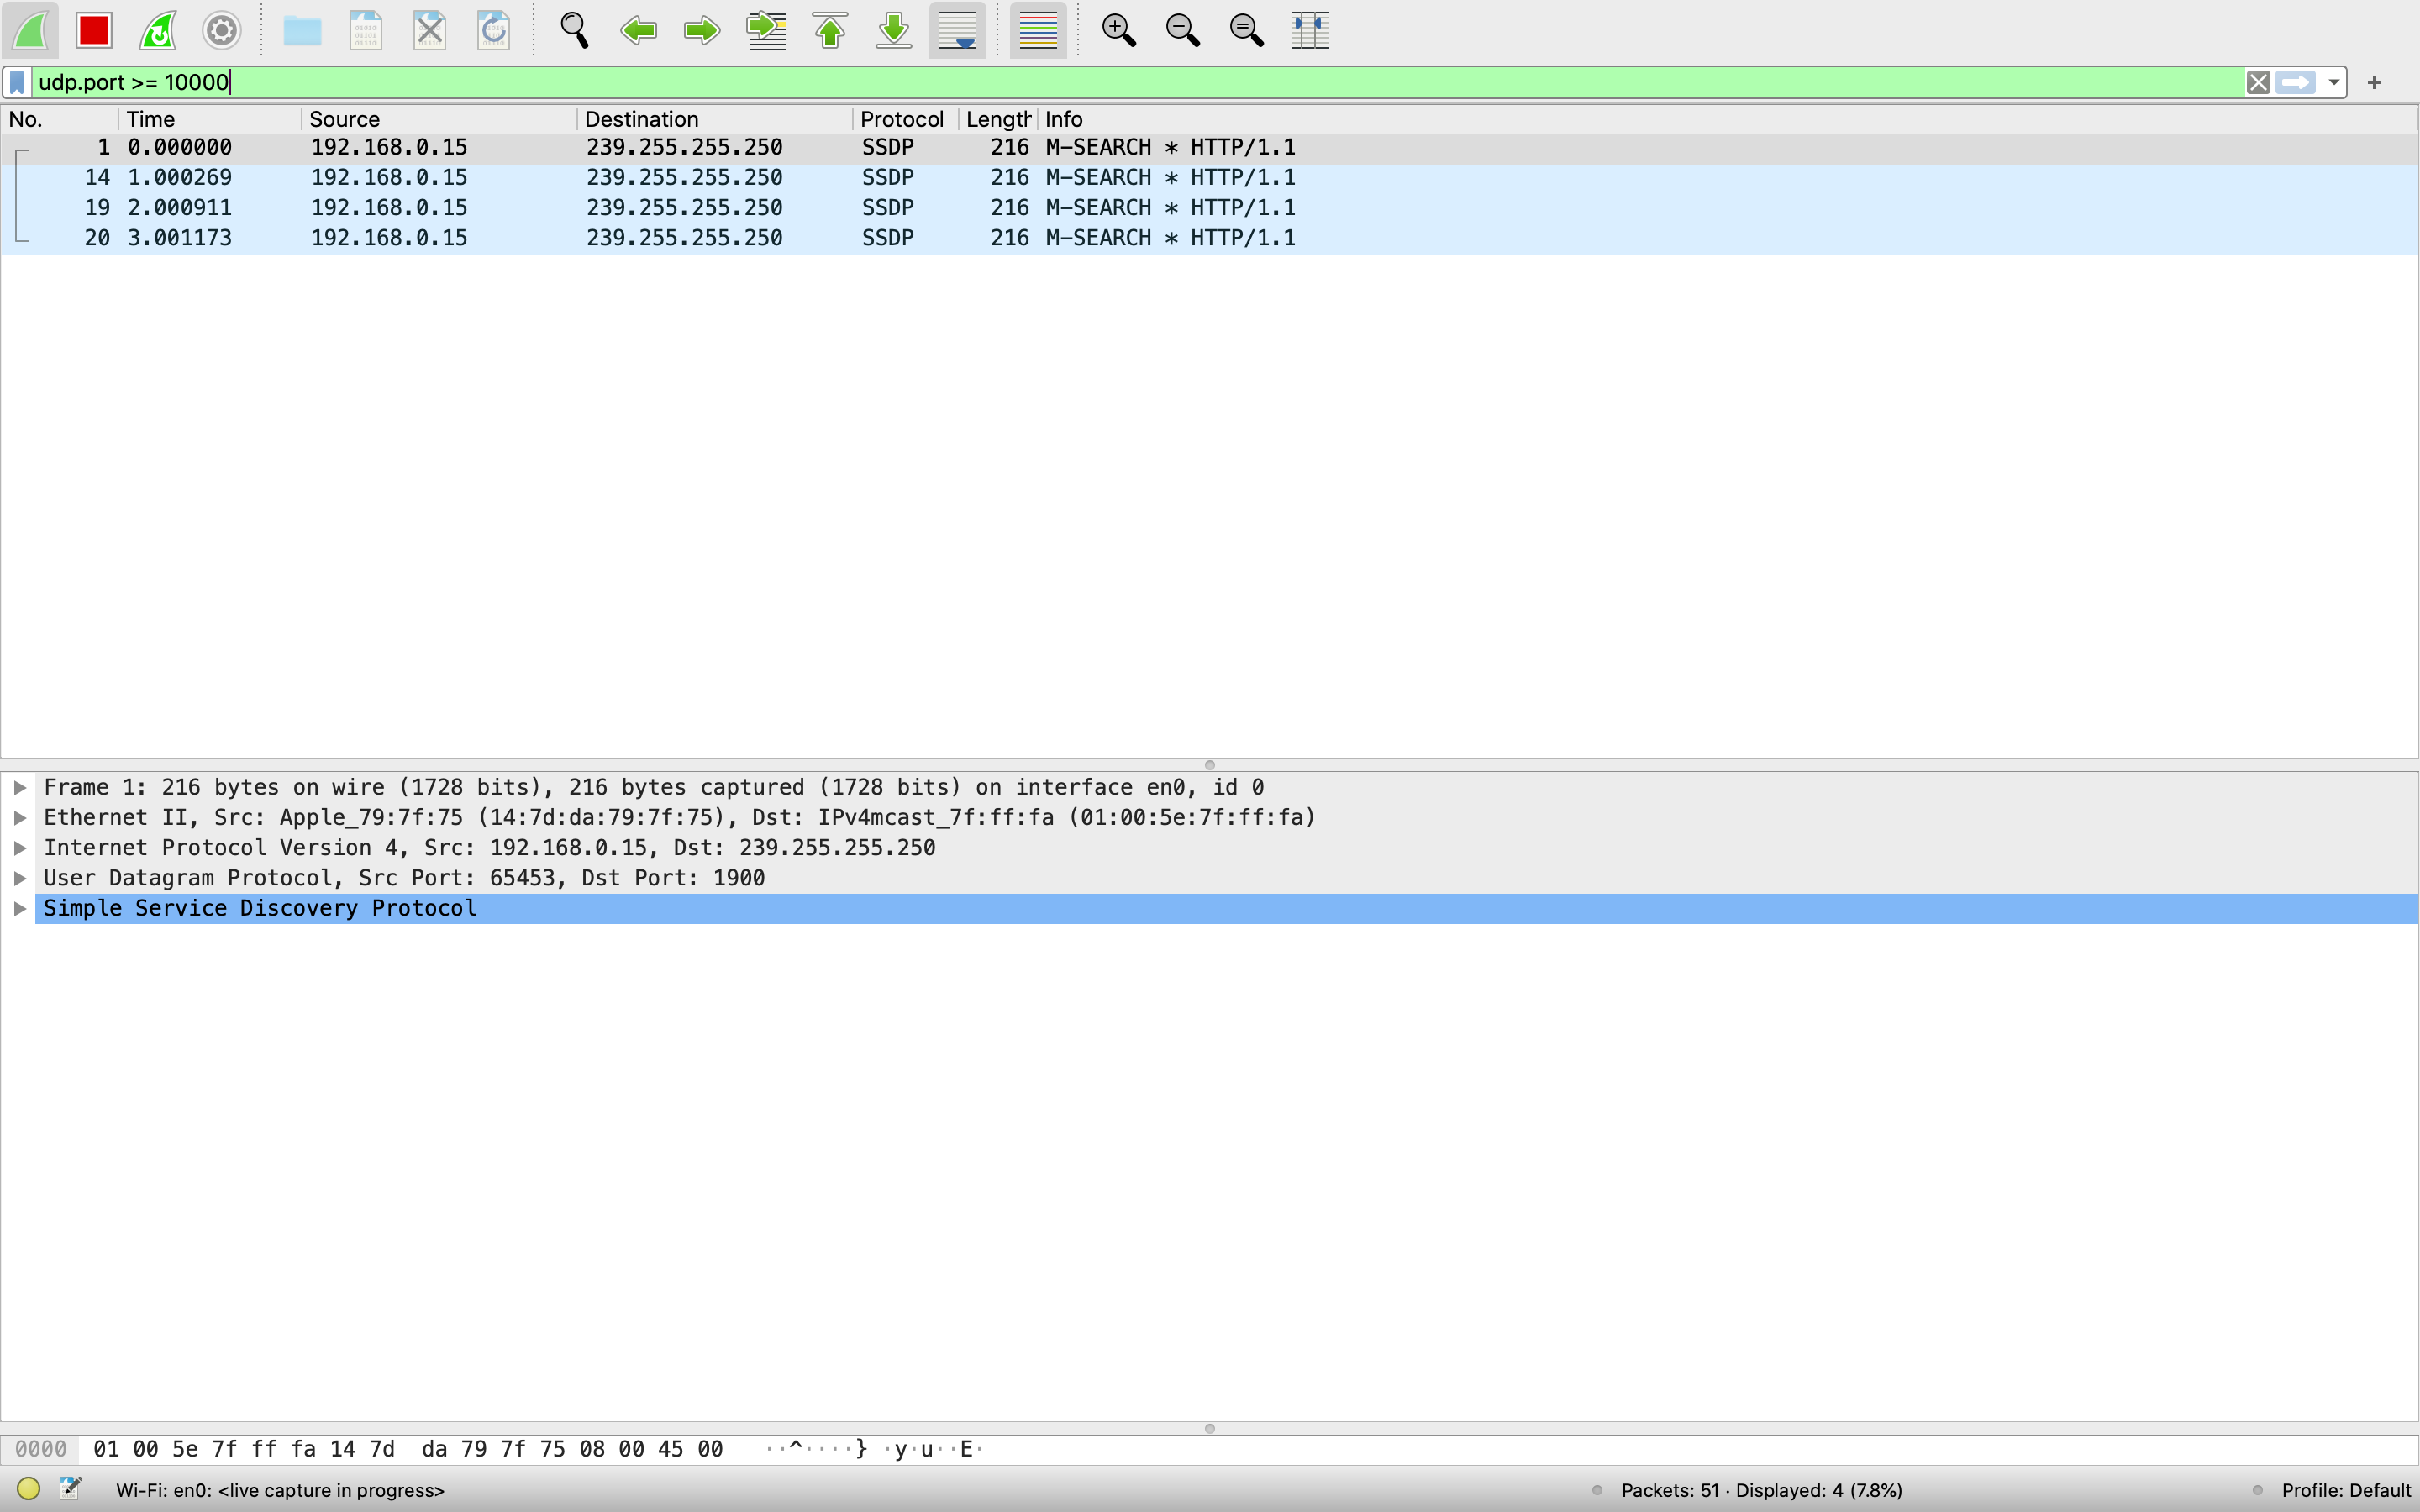 udp.port >= 10000
+
No. Time Source Destination Protocol Length Info
1 0.000000 192.168.0.15 239.255.255.250 SSDP 216 M-SEARCH * HTTP/1.1
14 1.000269 192.168.0.15 239.255.255.250 SSDP 216 M-SEARCH * HTTP/1.1
19 2.000911 192.168.0.15 239.255.255.250 SSDP 216 M-SEARCH * HTTP/1.1
20 3.001173 192.168.0.15 239.255.255.250 SSDP 216 M-SEARCH * HTTP/1.1
Frame 1: 216 bytes on wire (1728 bits), 216 bytes captured (1728 bits) on interface en0, id 0
Ethernet II, Src: Apple_79:7f:75 (14:7d:da:79:7f:75), Dst: IPv4mcast_7f:ff:fa (01:00:5e:7f:ff:fa)
Internet Protocol Version 4, Src: 192.168.0.15, Dst: 239.255.255.250
User Datagram Protocol, Src Port: 65453, Dst Port: 1900
Simple Service Discovery Protocol
0000 01 00 5e 7f ff fa 14 7d da 79 7f 75 08 00 45 00 ··^····} ·y·u··E·
Wi-Fi: en0: <live capture in progress> Packets: 51 · Displayed: 4 (7.8%) Profile: Default